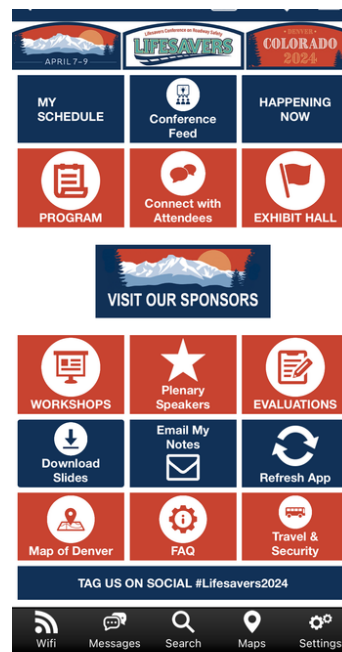 APRIL 7-9
Lifesavers Conference on Roadway Safety
LIFESAVERS
• DENVER •
COLORADO
2024
MY
SCHEDULE
Conference
Feed
HAPPENING
NOW
PROGRAM
Connect with
Attendees
EXHIBIT HALL
VISIT OUR SPONSORS
WORKSHOPS
Plenary
Speakers
EVALUATIONS
Download
Slides
Email My
Notes
Refresh App
Map of Denver
FAQ
Travel &
Security
TAG US ON SOCIAL #Lifesavers2024
Wifi
Messages
Search
Maps
Settings